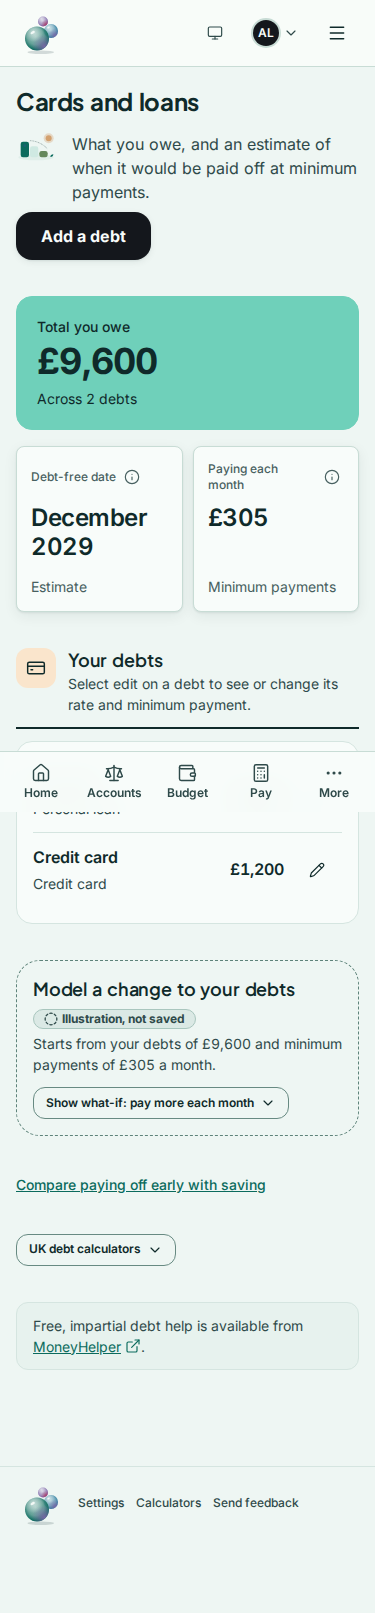 AL
Cards and loans
What you owe, and an estimate of
when it would be paid off at minimum
payments.
Add a debt
Total you owe
£9,600
Across 2 debts
Debt-free date
December
2029
Estimate
Paying each
month
£305
Minimum payments
Your debts
Select edit on a debt to see or change its
rate and minimum payment.
Home
Accounts
Budget
Pay
More
Personal loan
Credit card
Credit card
£1,200
Model a change to your debts
Illustration, not saved
Starts from your debts of £9,600 and minimum
payments of £305 a month.
Show what-if: pay more each month
Compare paying off early with saving
UK debt calculators
Free, impartial debt help is available from
MoneyHelper.
Settings
Calculators
Send feedback